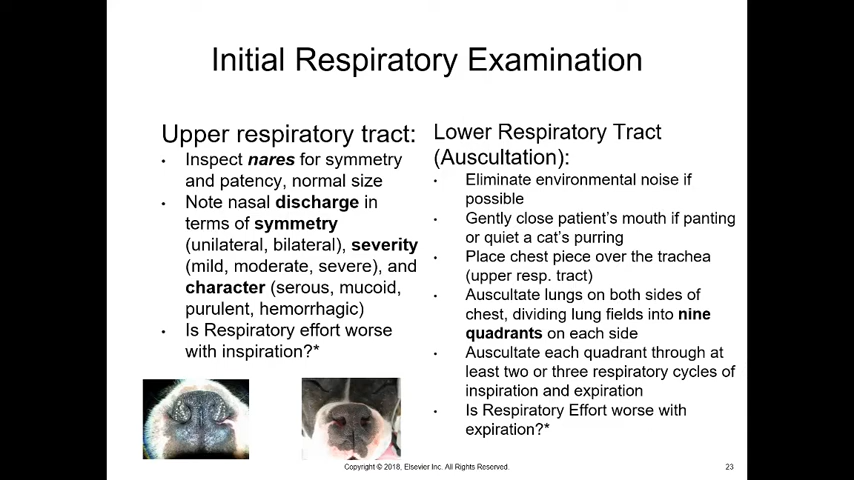 Initial Respiratory Examination
Upper respiratory tract:
• Inspect nares for symmetry
and patency, normal size
• Note nasal discharge in
terms of symmetry
(unilateral, bilateral), severity
(mild, moderate, severe), and
character (serous, mucoid,
purulent, hemorrhagic)
• Is Respiratory effort worse
with inspiration?*
Lower Respiratory Tract
(Auscultation):
• Eliminate environmental noise if
possible
• Gently close patient's mouth if panting
or quiet a cat's purring
• Place chest piece over the trachea
(upper resp. tract)
• Auscultate lungs on both sides of
chest, dividing lung fields into nine
quadrants on each side
• Auscultate each quadrant through at
least two or three respiratory cycles of
inspiration and expiration
• Is Respiratory Effort worse with
expiration?*
Copyright © 2018, Elsevier Inc. All Rights Reserved.
23